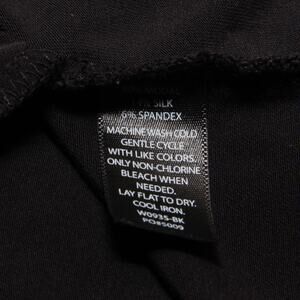 MODAL
SILK
6% SPANDEX
MACHINE WASH COLD
GENTLE CYCLE
WITH LIKE COLORS.
ONLY NON-CHLORINE
BLEACH WHEN
NEEDED.
LAY FLAT TO DRY.
COOL IRON.
W0935-BK
PO#5009